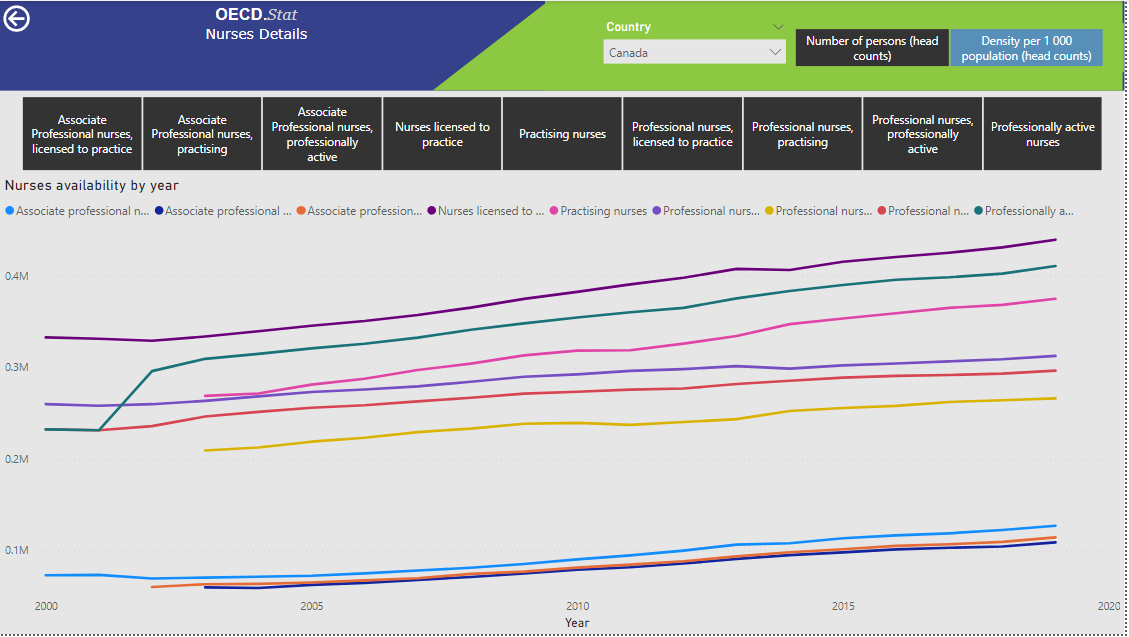 OECD.Stat
Nurses Details
Country
Canada
Number of persons (head
counts)
Density per 1 000
population (head counts)
Associate
Professional nurses,
licensed to practice
Associate
Professional nurses,
practising
Associate
Professional nurses,
professionally
active
Nurses licensed to
practice
Practising nurses
Professional nurses,
licensed to practice
Professional nurses,
practising
Professional nurses,
professionally
active
Professionally active
nurses
Nurses availability by year
Associate professional n... Associate professional ... Associate profession... Nurses licensed to ... Practising nurses Professional nurs... Professional nurs... Professional n... Professionally a...
0.4M
0.3M
0.2M
0.1M
2000 2005 2010 2015 2020
Year